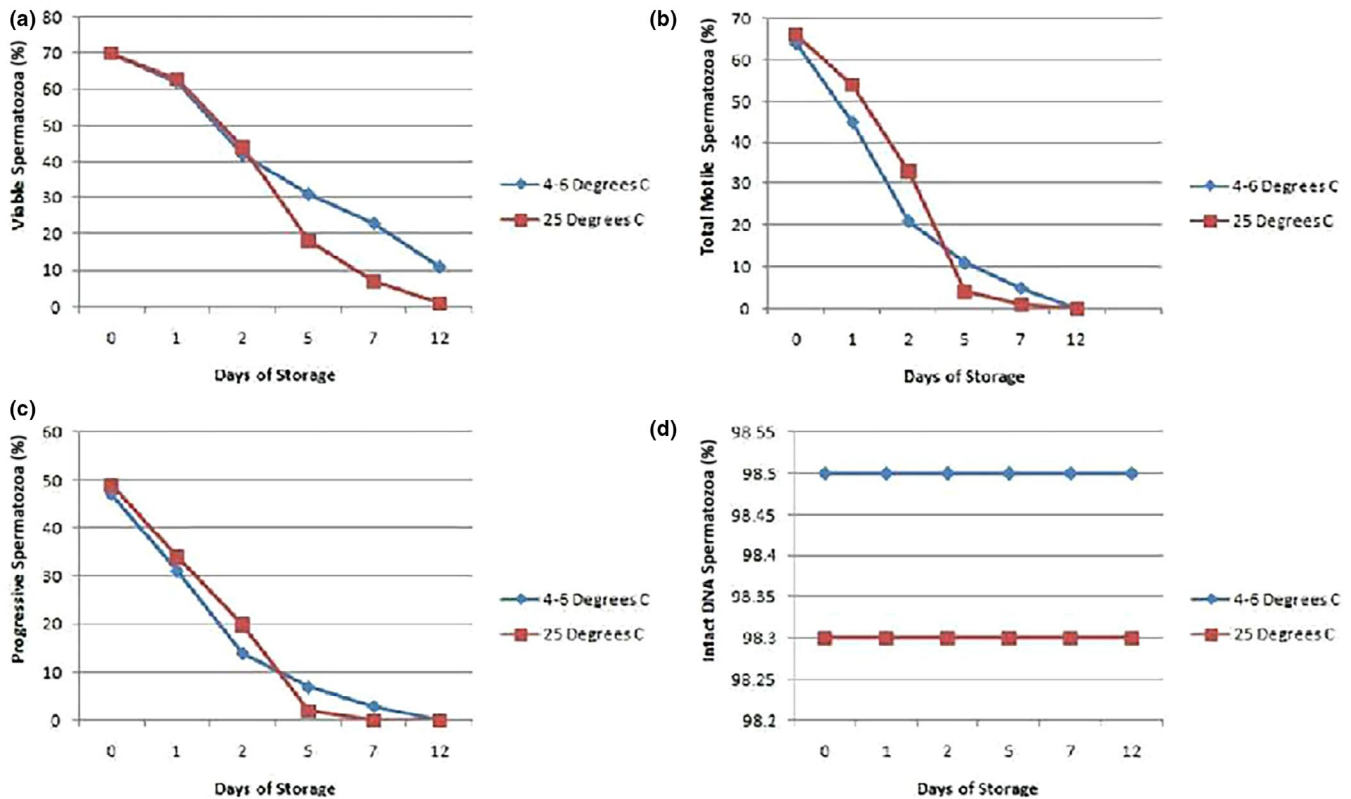 (a)
Viable Spermatozoa (%)
80
70
60
50
40
30
20
10
0
0 1 2 5 7 12
Days of Storage
4-6 Degrees C
25 Degrees C
(b)
Total Motile Spermatozoa (%)
70
60
50
40
30
20
10
0
0 1 2 5 7 12
Days of Storage
4-6 Degrees C
25 Degrees C
(c)
Progressive Spermatozoa (%)
60
50
40
30
20
10
0
0 1 2 5 7 12
Days of Storage
4-6 Degrees C
25 Degrees C
(d)
Intact DNA Spermatozoa (%)
98.55
98.5
98.45
98.4
98.35
98.3
98.25
98.2
0 1 2 5 7 12
Days of Storage
4-6 Degrees C
25 Degrees C